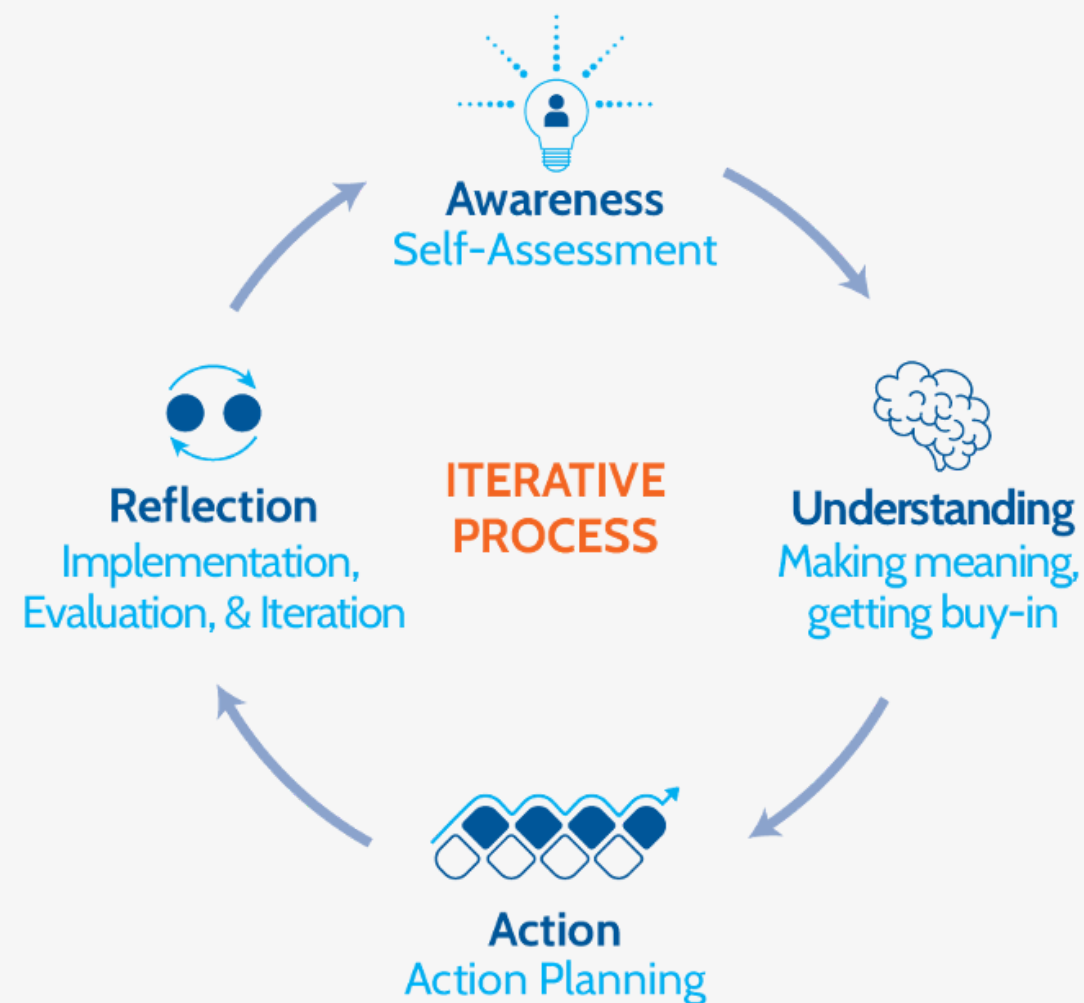 Awareness
Self-Assessment
Understanding
Making meaning,
getting buy-in
Action
Action Planning
Reflection
Implementation,
Evaluation, & Iteration
ITERATIVE
PROCESS